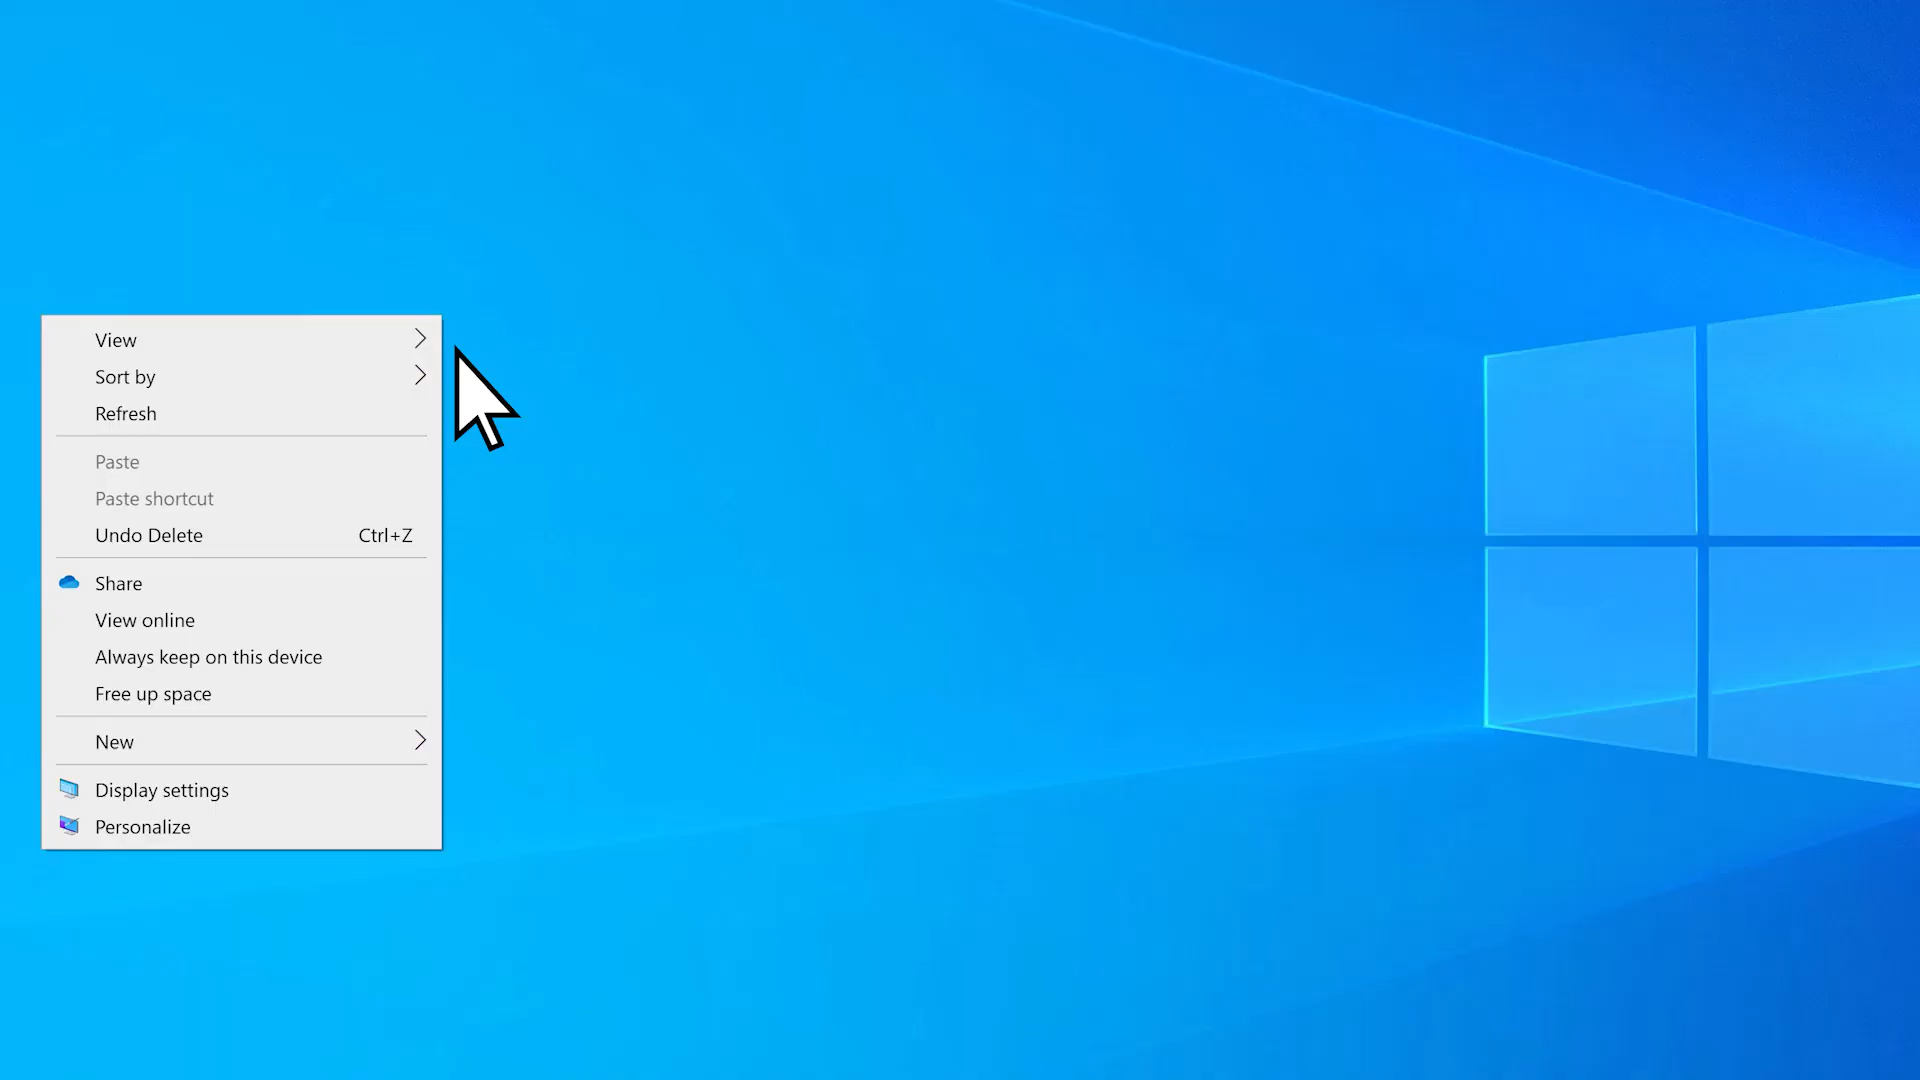 View
Sort by
Refresh
Paste
Paste shortcut
Undo Delete Ctrl+Z
Share
View online
Always keep on this device
Free up space
New
Display settings
Personalize